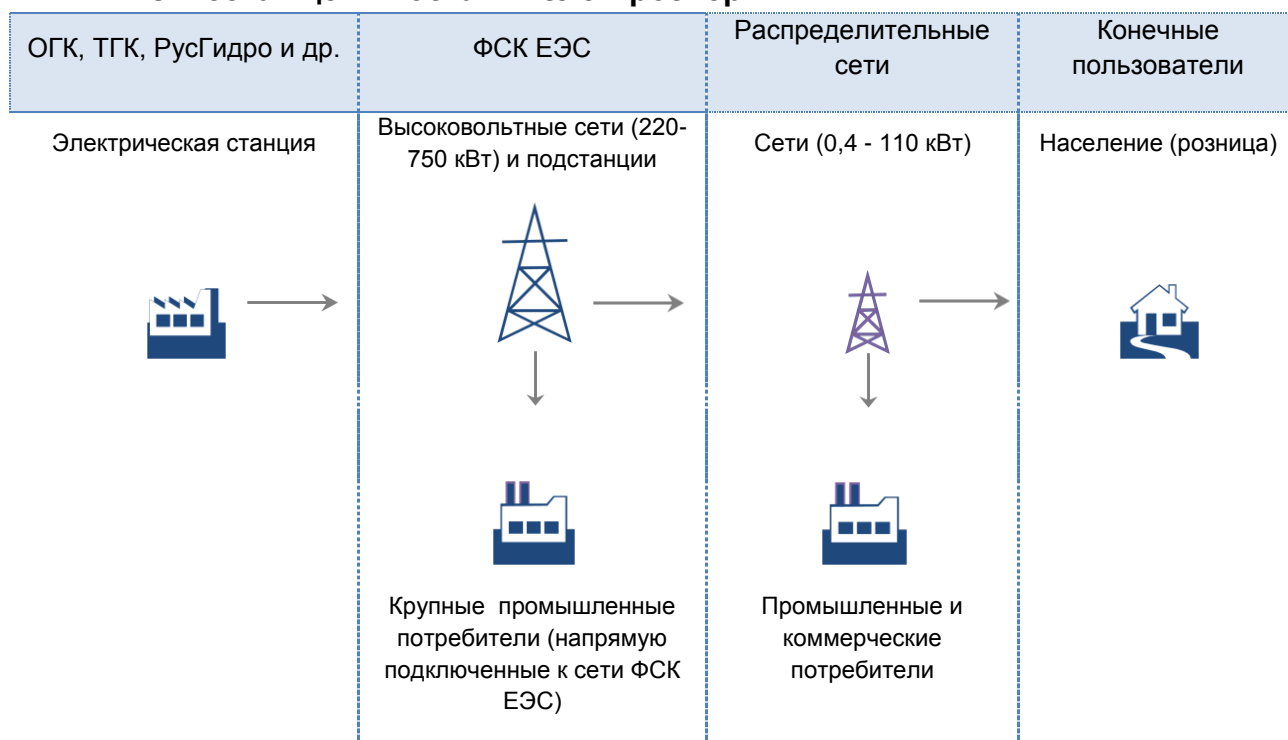 ОГК, ТГК, РусГидро и др.
ФСК ЕЭС
Распределительные
сети
Конечные
пользователи
Электрическая станция
Высоковольтные сети (220-
750 кВт) и подстанции
Сети (0,4 - 110 кВт)
Население (розница)
Крупные промышленные
потребители (напрямую
подключенные к сети ФСК
ЕЭС)
Промышленные и
коммерческие
потребители